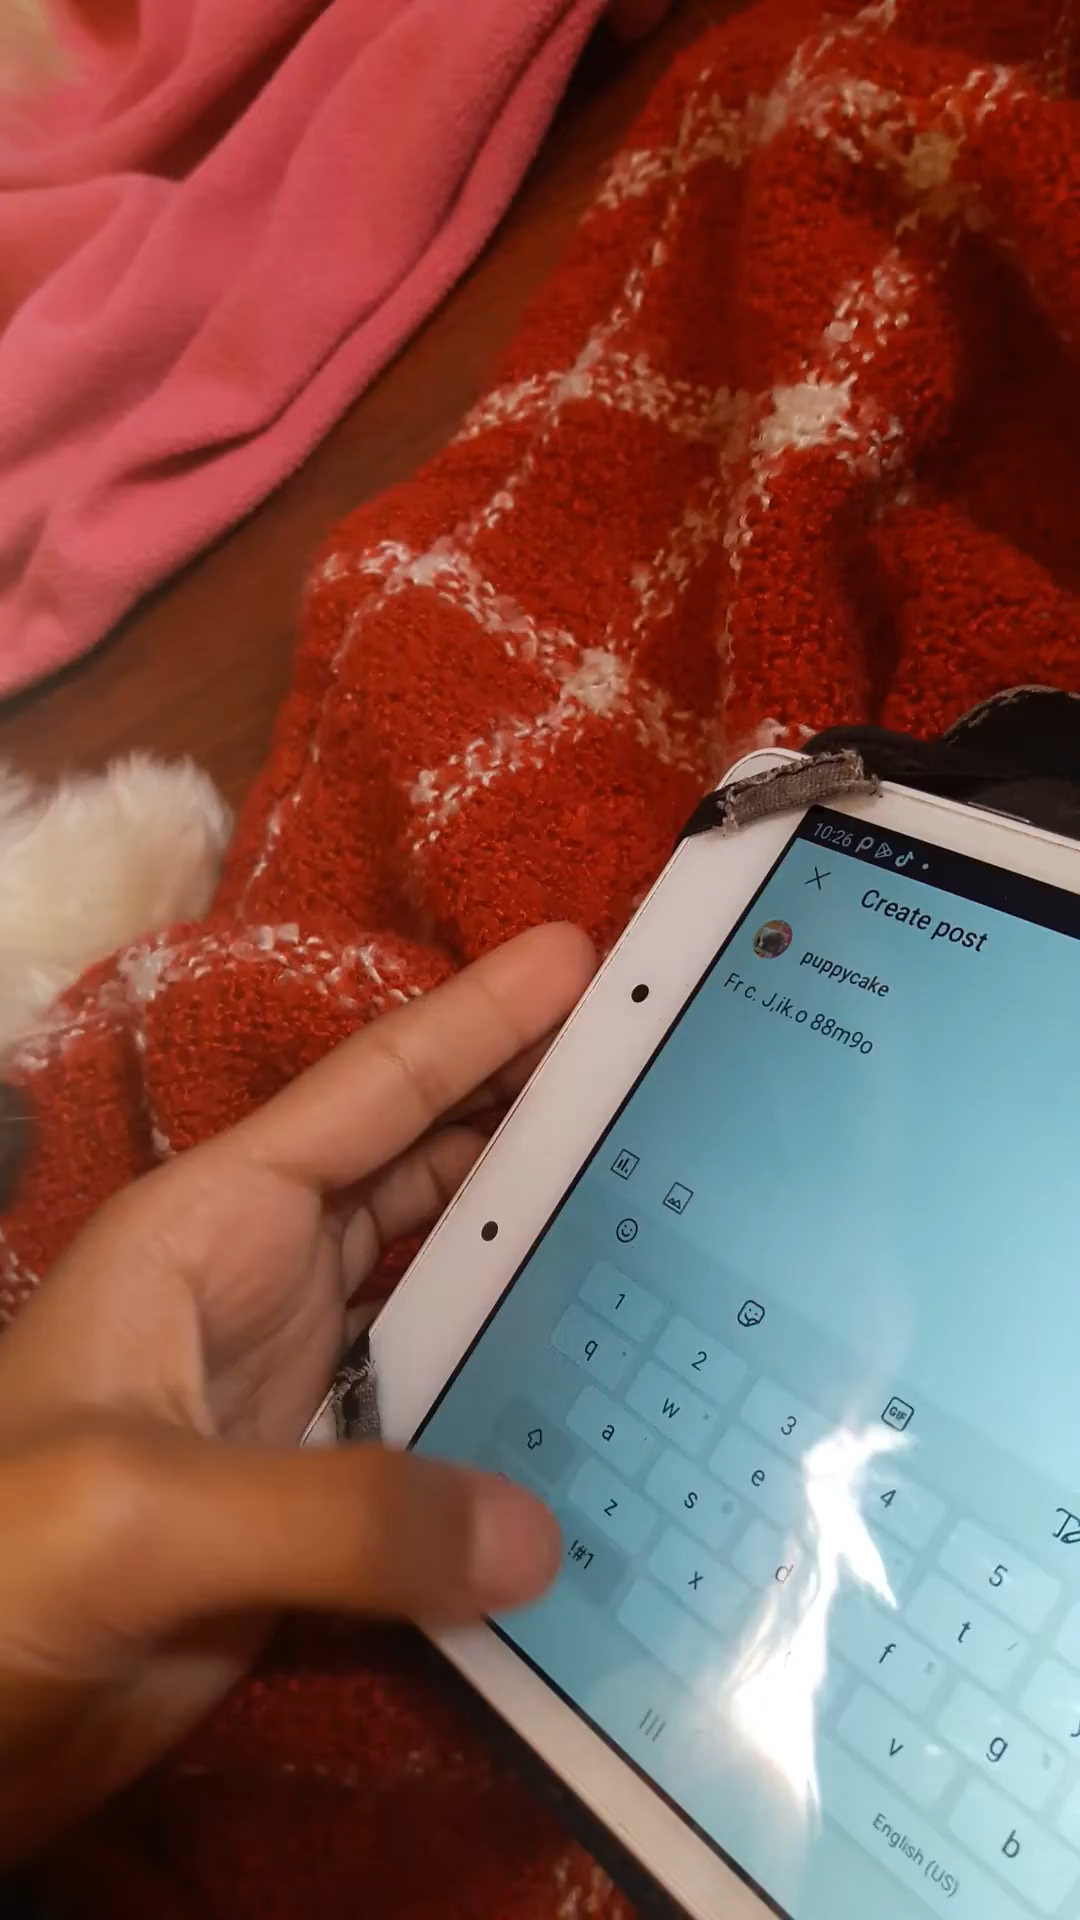 10:26
Create post
puppycake
Fr c. J,ik.o 88m9o
GIF
1 2 3 4 5
q w e t
a s d f g
z x v b
!#1
English (US)